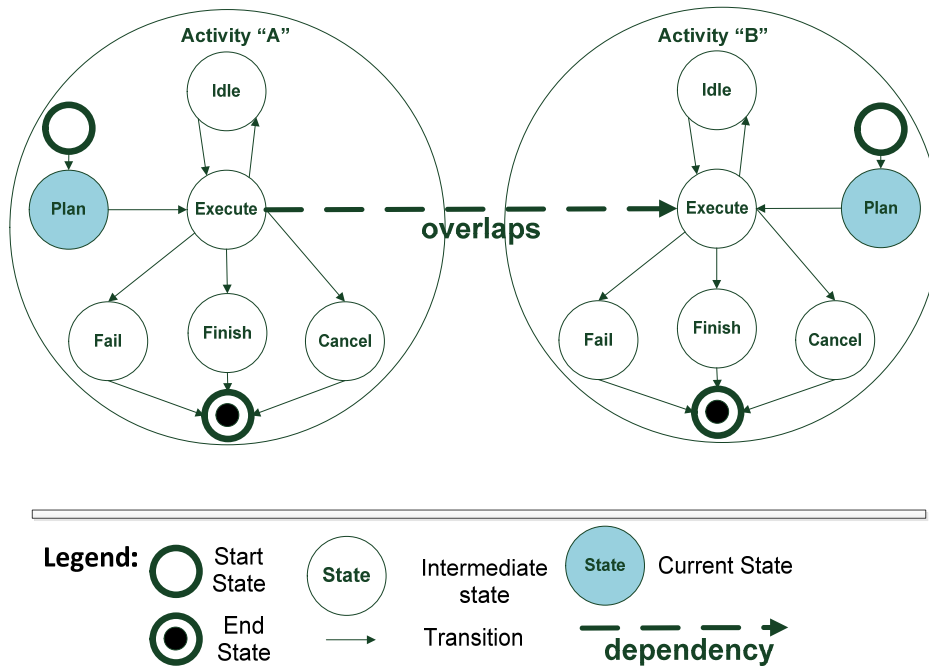 Activity “A”
Activity “B”
Idle
Idle
Plan
Execute
overlaps
Execute
Plan
Fail
Finish
Cancel
Fail
Finish
Cancel
Legend:
Start
State
State
Intermediate
state
State
Current State
End
State
Transition
dependency